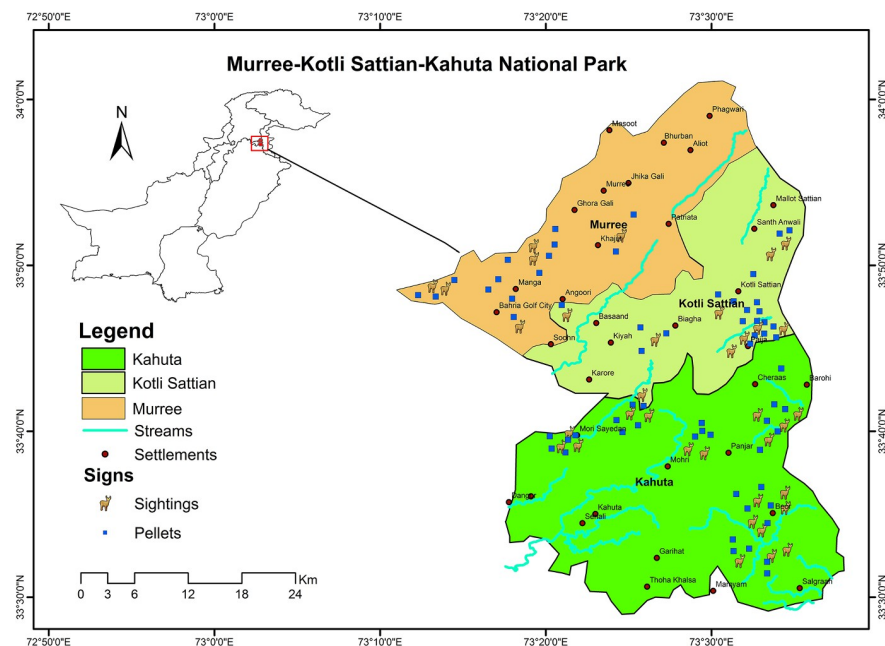 72°50'0"E
73°0'0"E
73°10'0"E
73°20'0"E
73°30'0"E
34°0'0"N
34°0'0"N
Murree-Kotli Sattian-Kahuta National Park
N
Phagwari
Masoot
Bhurban
Aliot
Jhika Gali
Murree
Mallot Sattian
Ghora Gali
Murree
Patriata
Santh Anwali
Khajut
33°50'0"N
33°50'0"N
Manga
Kotli Sattian
Angoori
Kotli Sattian
Bahria Golf City
Basaand
Biagha
Legend
Soohn
Kiyah
Kahuta
Karore
Cheraas
Barohi
Kotli Sattian
Murree
Streams
Mori Sayedan
33°40'0"N
33°40'0"N
Settlements
Panjar
Signs
Mohri
Kahuta
Sightings
Kahuta
Beor
Pellets
Garihat
Km
0 3 6 12 18 24
Thoha Khalsa
Salgraan
33°30'0"N
33°30'0"N
72°50'0"E
73°0'0"E
73°10'0"E
73°20'0"E
73°30'0"E